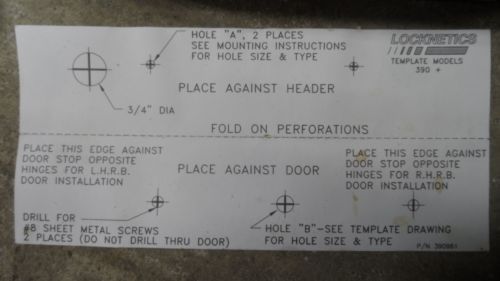 HOLE "A", 2 PLACES
SEE MOUNTING INSTRUCTIONS
FOR HOLE SIZE & TYPE
LOCKNETICS
TEMPLATE MODELS
390 +
3/4" DIA
PLACE AGAINST HEADER
FOLD ON PERFORATIONS
PLACE THIS EDGE AGAINST
DOOR STOP OPPOSITE
HINGES FOR L.H.R.B.
DOOR INSTALLATION
PLACE AGAINST DOOR
PLACE THIS EDGE AGAINST
DOOR STOP OPPOSITE
HINGES FOR R.H.R.B.
DOOR INSTALLATION
DRILL FOR
#8 SHEET METAL SCREWS
2 PLACES (DO NOT DRILL THRU DOOR)
HOLE "B"-SEE TEMPLATE DRAWING
FOR HOLE SIZE & TYPE
P/N 390861